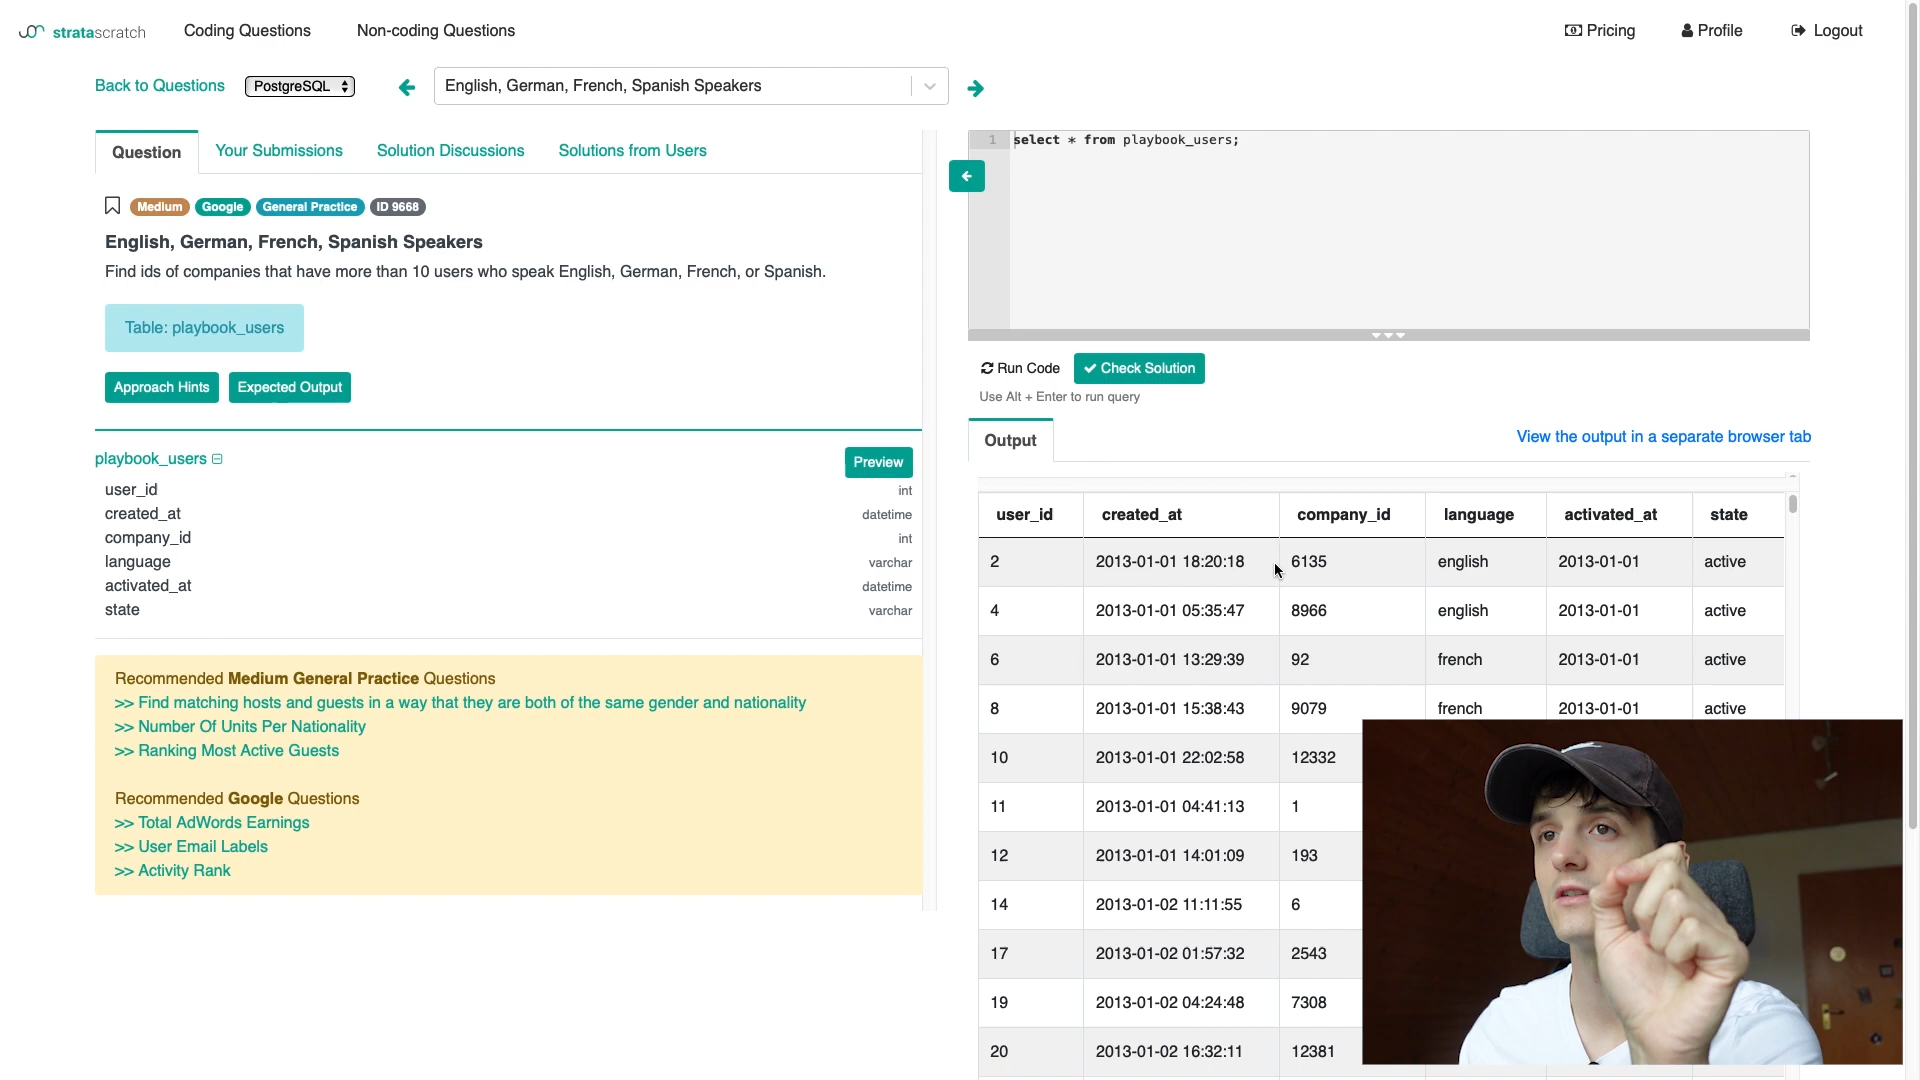 stratascratch
Coding Questions
Non-coding Questions
Pricing
Profile
Logout
Back to Questions
PostgreSQL
English, German, French, Spanish Speakers
Question
Your Submissions
Solution Discussions
Solutions from Users
Medium
Google
General Practice
ID 9668
English, German, French, Spanish Speakers
Find ids of companies that have more than 10 users who speak English, German, French, or Spanish.
Table: playbook_users
Approach Hints
Expected Output
playbook_users
Preview
user_id int
created_at datetime
company_id int
language varchar
activated_at datetime
state varchar
Recommended Medium General Practice Questions
>> Find matching hosts and guests in a way that they are both of the same gender and nationality
>> Number Of Units Per Nationality
>> Ranking Most Active Guests
Recommended Google Questions
>> Total AdWords Earnings
>> User Email Labels
>> Activity Rank
1 select * from playbook_users;
Run Code
Check Solution
Use Alt + Enter to run query
Output
View the output in a separate browser tab
user_id created_at company_id language activated_at state
2 2013-01-01 18:20:18 6135 english 2013-01-01 active
4 2013-01-01 05:35:47 8966 english 2013-01-01 active
6 2013-01-01 13:29:39 92 french 2013-01-01 active
8 2013-01-01 15:38:43 9079 french 2013-01-01 active
10 2013-01-01 22:02:58 12332
11 2013-01-01 04:41:13 1
12 2013-01-01 14:01:09 193
14 2013-01-02 11:11:55 6
17 2013-01-02 01:57:32 2543
19 2013-01-02 04:24:48 7308
20 2013-01-02 16:32:11 12381